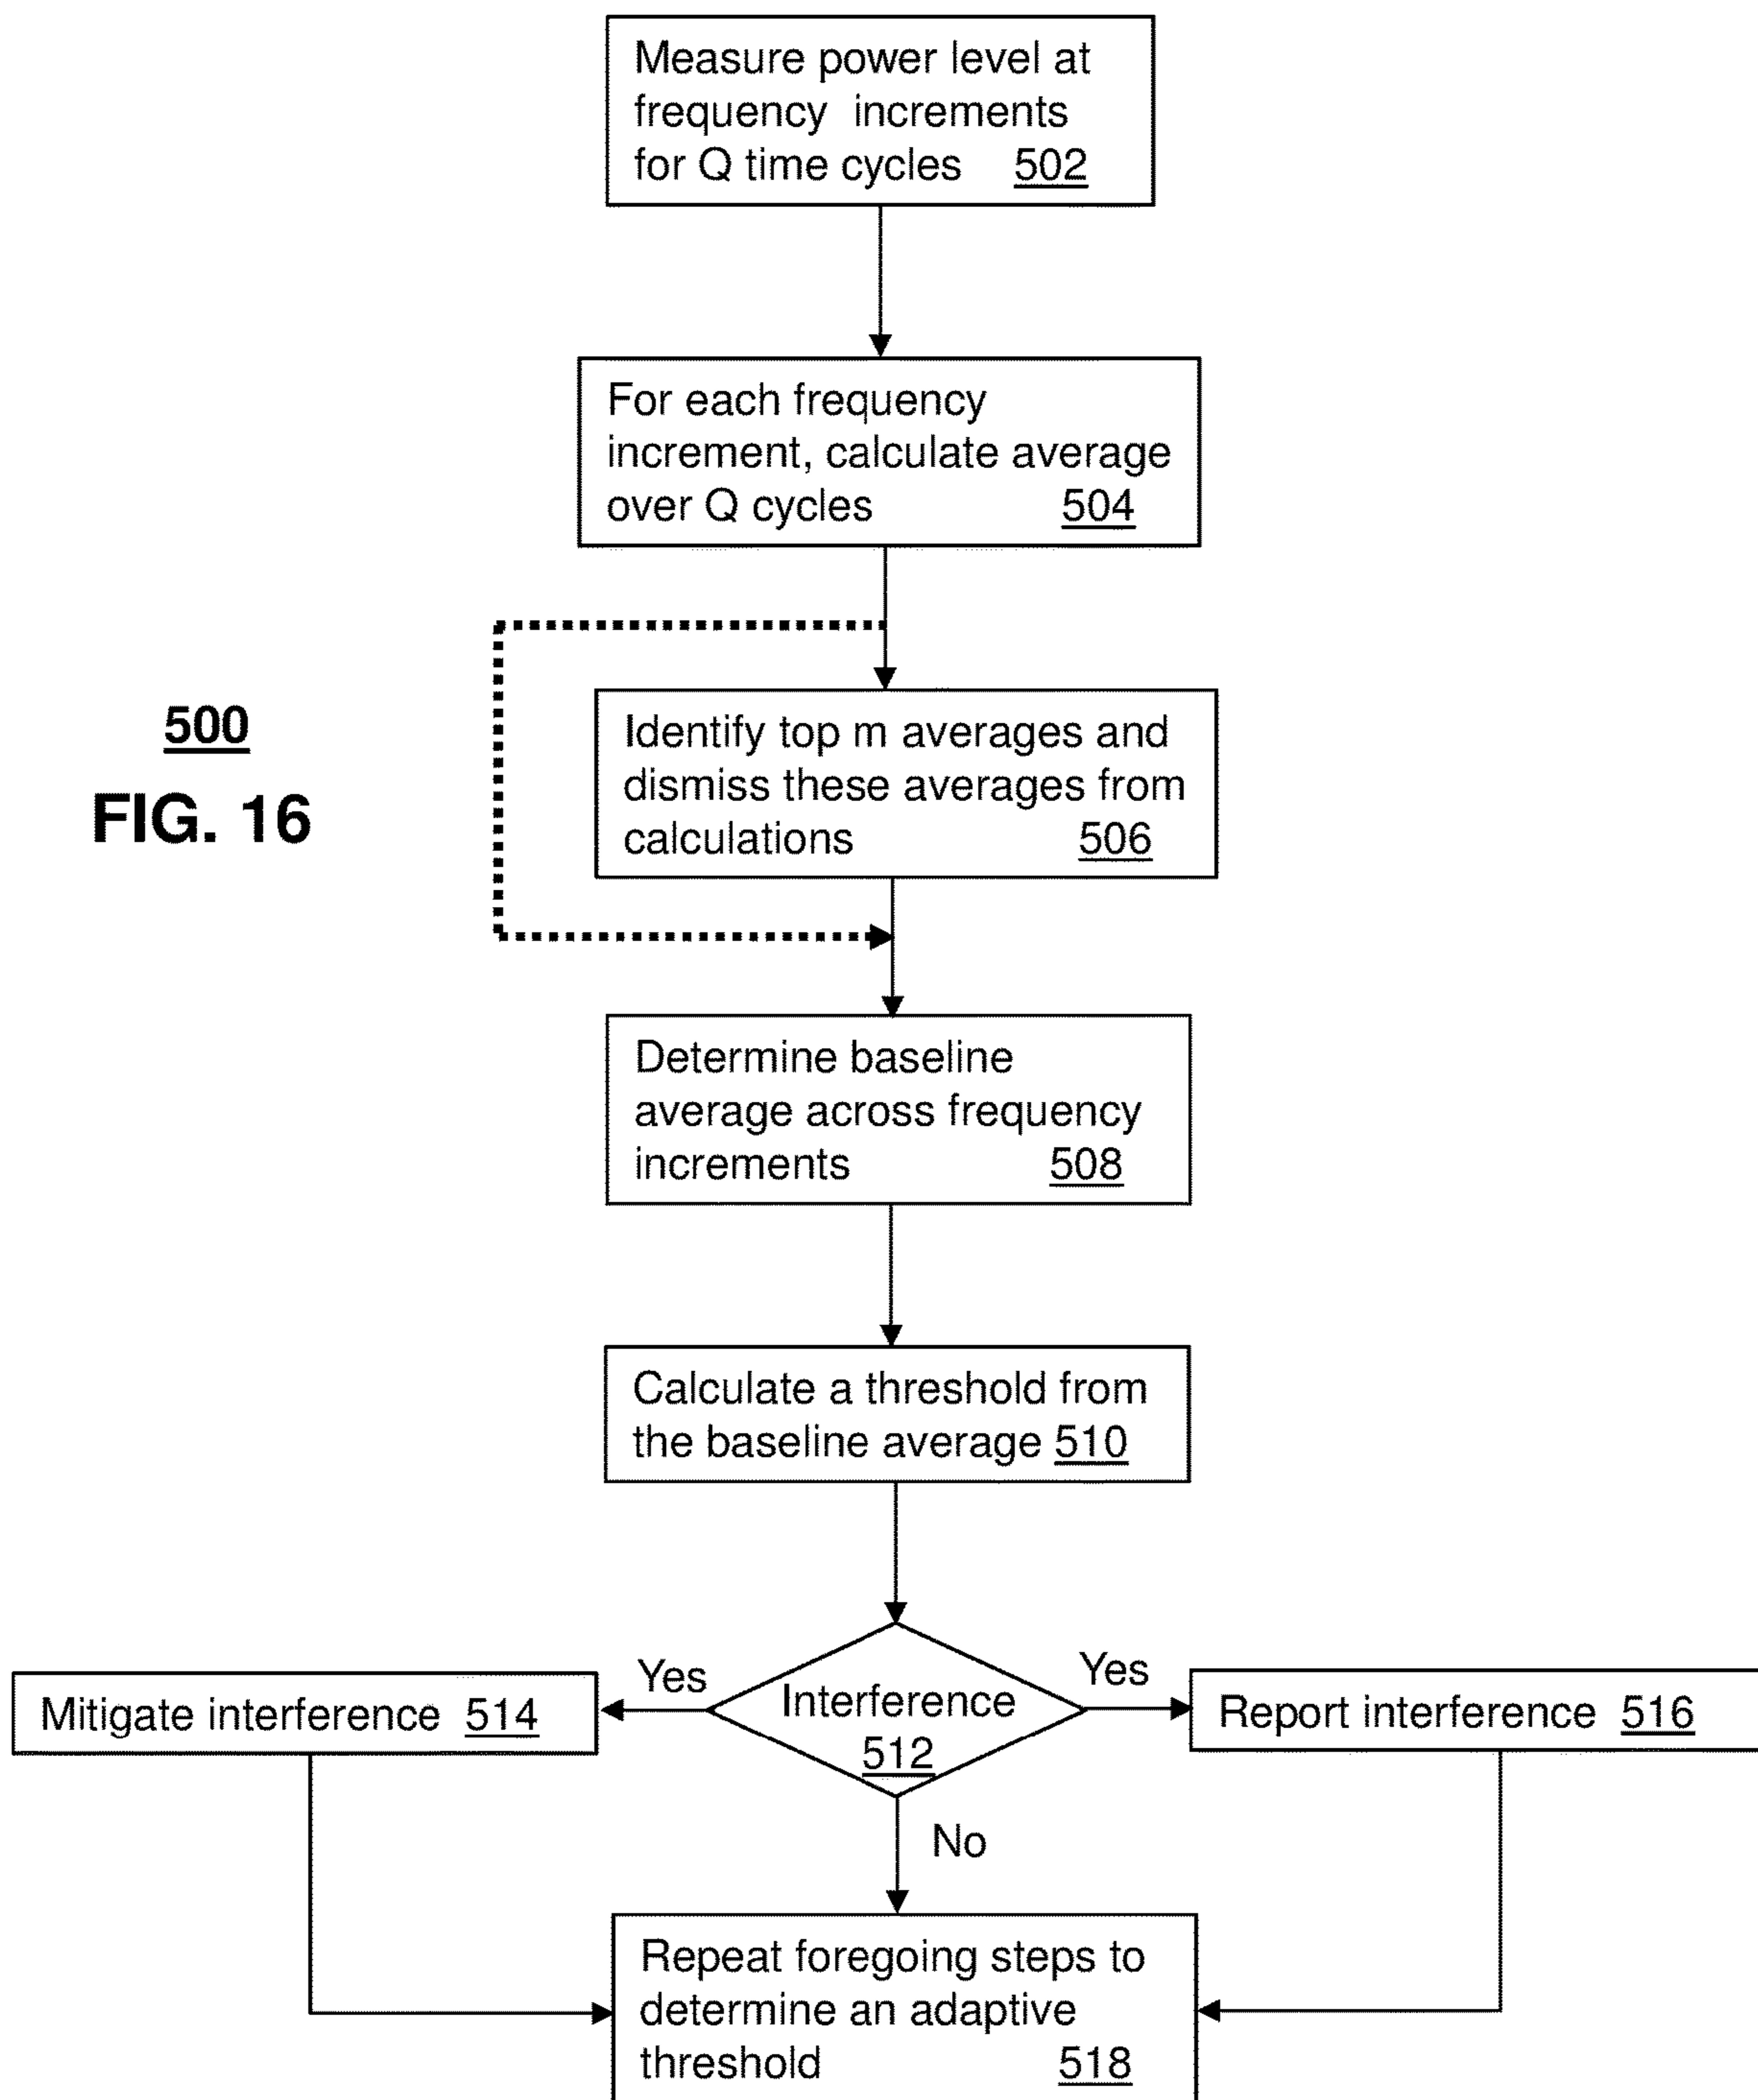 Measure power level at
frequency increments
for Q time cycles 502
For each frequency
increment, calculate average
over Q cycles 504
500
FIG. 16
Identify top m averages and
dismiss these averages from
calculations 506
Determine baseline
average across frequency
increments 508
Calculate a threshold from
the baseline average 510
Yes
Yes
Mitigate interference 514
Interference
512
Report interference 516
No
Repeat foregoing steps to
determine an adaptive
threshold 518